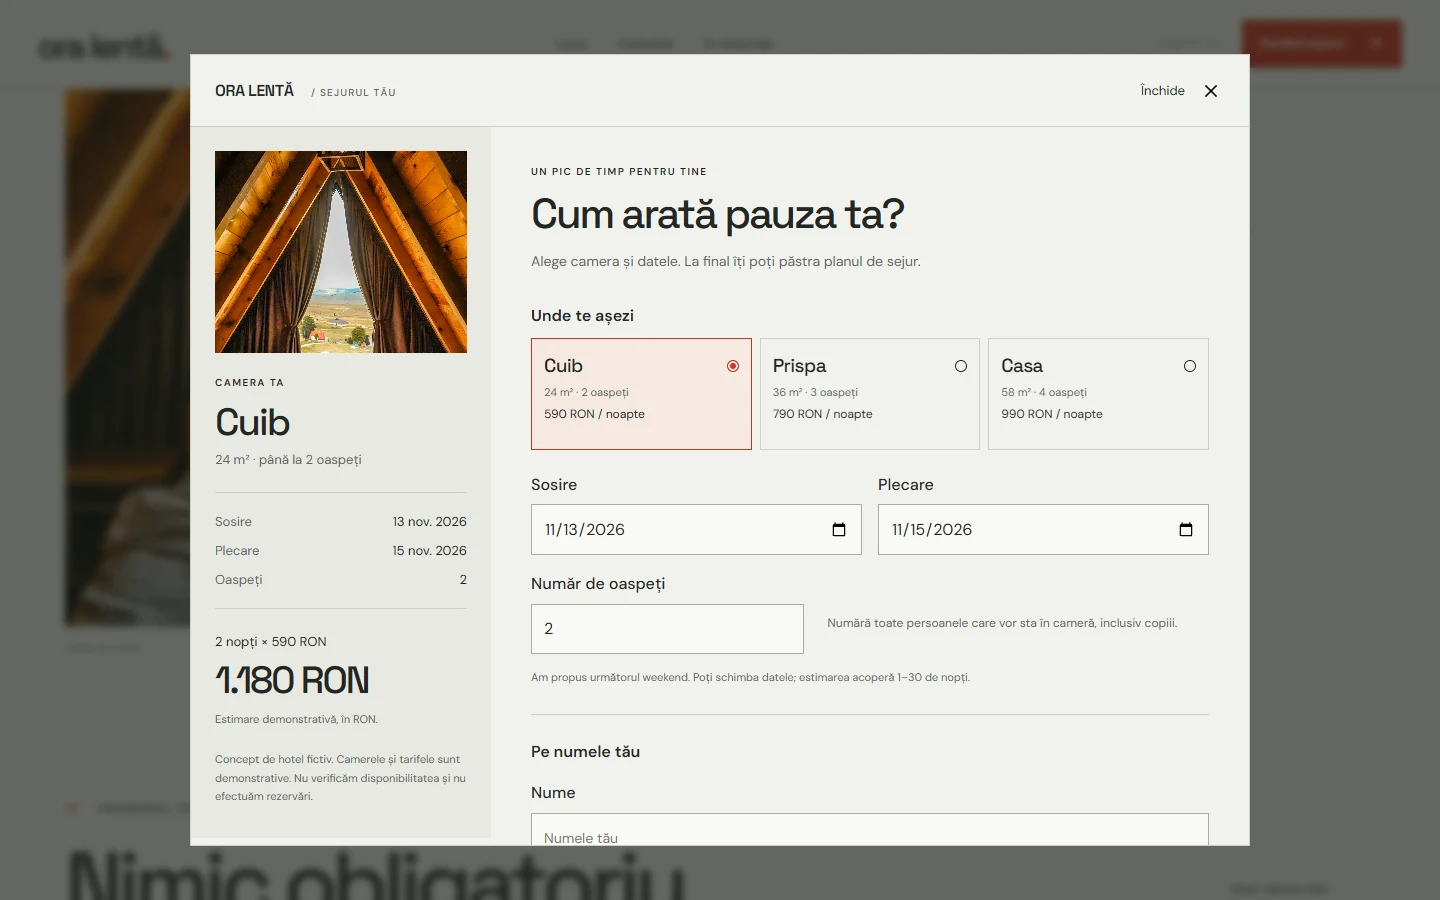 ora lentă.
ORA LENTĂ / SEJURUL TĂU
Închide
CAMERA TA
Cuib
24 m² · până la 2 oaspeți
Sosire 13 nov. 2026
Plecare 15 nov. 2026
Oaspeți 2
2 nopți × 590 RON
1.180 RON
Estimare demonstrativă, în RON.
Concept de hotel fictiv. Camerele și tarifele sunt
demonstrative. Nu verificăm disponibilitatea și nu
efectuăm rezervări.
UN PIC DE TIMP PENTRU TINE
Cum arată pauza ta?
Alege camera și datele. La final îți poți păstra planul de sejur.
Unde te așezi
Cuib
24 m² · 2 oaspeți
590 RON / noapte
Prispa
36 m² · 3 oaspeți
790 RON / noapte
Casa
58 m² · 4 oaspeți
990 RON / noapte
Sosire
11/13/2026
Plecare
11/15/2026
Număr de oaspeți
2
Numără toate persoanele care vor sta în cameră, inclusiv copiii.
Am propus următorul weekend. Poți schimba datele; estimarea acoperă 1–30 de nopți.
Pe numele tău
Nume
Numele tău
Nimic obligatoriu